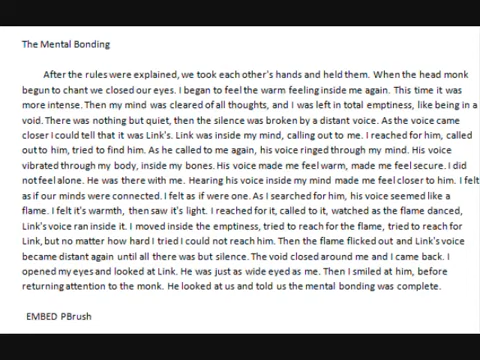 The Mental Bonding
After the rules were explained, we took each other's hands and held them. When the head monk
begun to chant we closed our eyes. I began to feel the warm feeling inside me again. This time it was
more intense. Then my mind was cleared of all thoughts, and I was left in total emptiness, like being in a
void. There was nothing but quiet, then the silence was broken by a distant voice. As the voice came
closer I could tell that it was Link's. Link was inside my mind, calling out to me. I reached for him, called
out to him, tried to find him. As he called to me again, his voice ringed through my mind. His voice
vibrated through my body, inside my bones. His voice made me feel warm, made me feel secure. I did
not feel alone. He was there with me. Hearing his voice inside my mind made me feel closer to him. I felt
as if our minds were connected. I felt as if were one. As I searched for him, his voice seemed like a
flame. I felt it's warmth, then saw it's light. I reached for it, called to it, watched as the flame danced,
Link's voice ran inside it. I moved inside the emptiness, tried to reach for the flame, tried to reach for
Link, but no matter how hard I tried I could not reach him. Then the flame flicked out and Link's voice
became distant again until all there was but silence. The void closed around me and I came back. I
opened my eyes and looked at Link. He was just as wide eyed as me. Then I smiled at him, before
returning attention to the monk. He looked at us and told us the mental bonding was complete.
EMBED PBrush